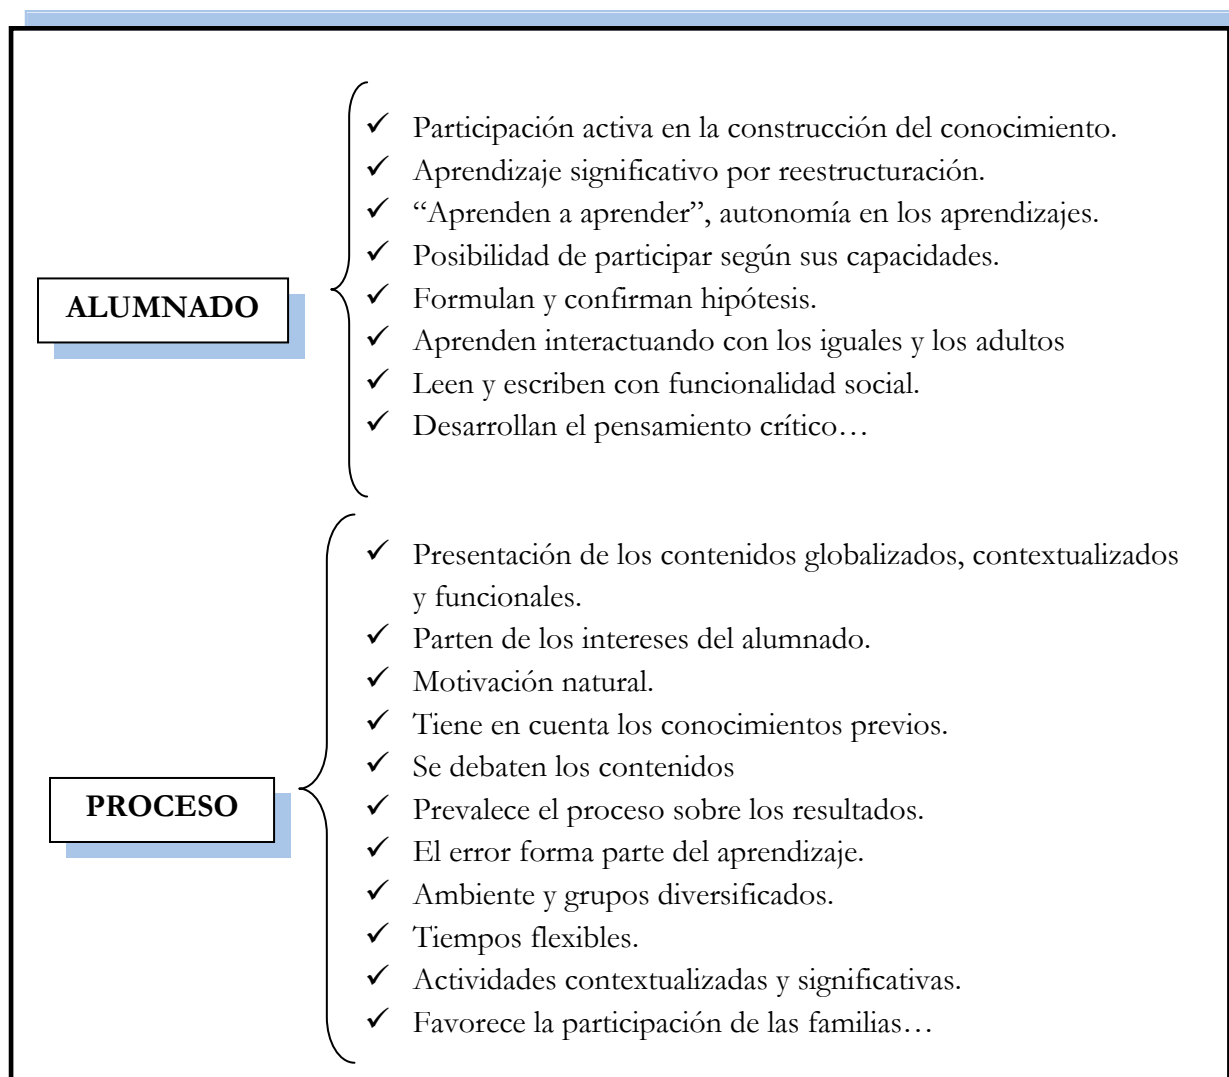 ALUMNADO
✓ Participación activa en la construcción del conocimiento.
✓ Aprendizaje significativo por reestructuración.
✓ “Aprenden a aprender”, autonomía en los aprendizajes.
✓ Posibilidad de participar según sus capacidades.
✓ Formulan y confirman hipótesis.
✓ Aprenden interactuando con los iguales y los adultos
✓ Leen y escriben con funcionalidad social.
✓ Desarrollan el pensamiento crítico…
PROCESO
✓ Presentación de los contenidos globalizados, contextualizados
y funcionales.
✓ Parten de los intereses del alumnado.
✓ Motivación natural.
✓ Tiene en cuenta los conocimientos previos.
✓ Se debaten los contenidos
✓ Prevalece el proceso sobre los resultados.
✓ El error forma parte del aprendizaje.
✓ Ambiente y grupos diversificados.
✓ Tiempos flexibles.
✓ Actividades contextualizadas y significativas.
✓ Favorece la participación de las familias…